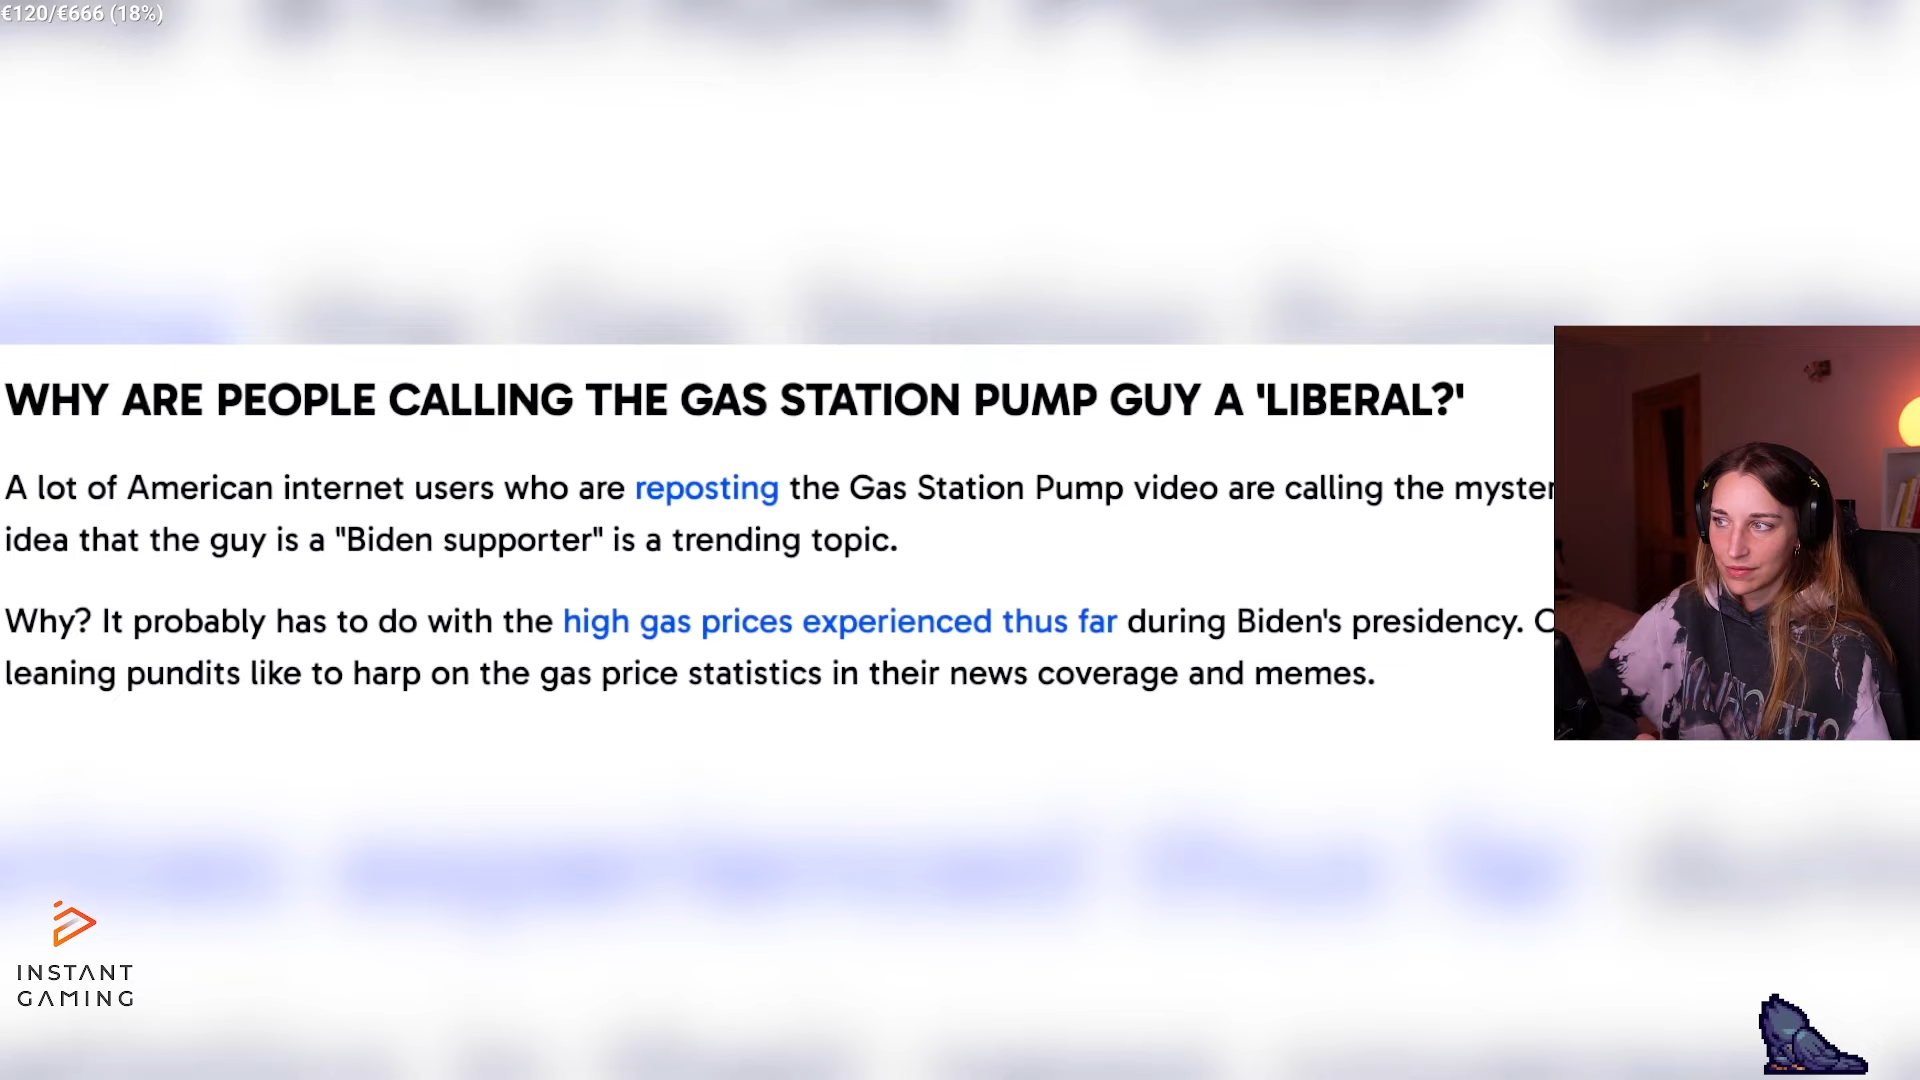 €120/€666 (18%)
WHY ARE PEOPLE CALLING THE GAS STATION PUMP GUY A 'LIBERAL?'
A lot of American internet users who are reposting the Gas Station Pump video are calling the
idea that the guy is a "Biden supporter" is a trending topic.
Why? It probably has to do with the high gas prices experienced thus far during Biden's presidency.
leaning pundits like to harp on the gas price statistics in their news coverage and memes.
INSTANT
GAMING